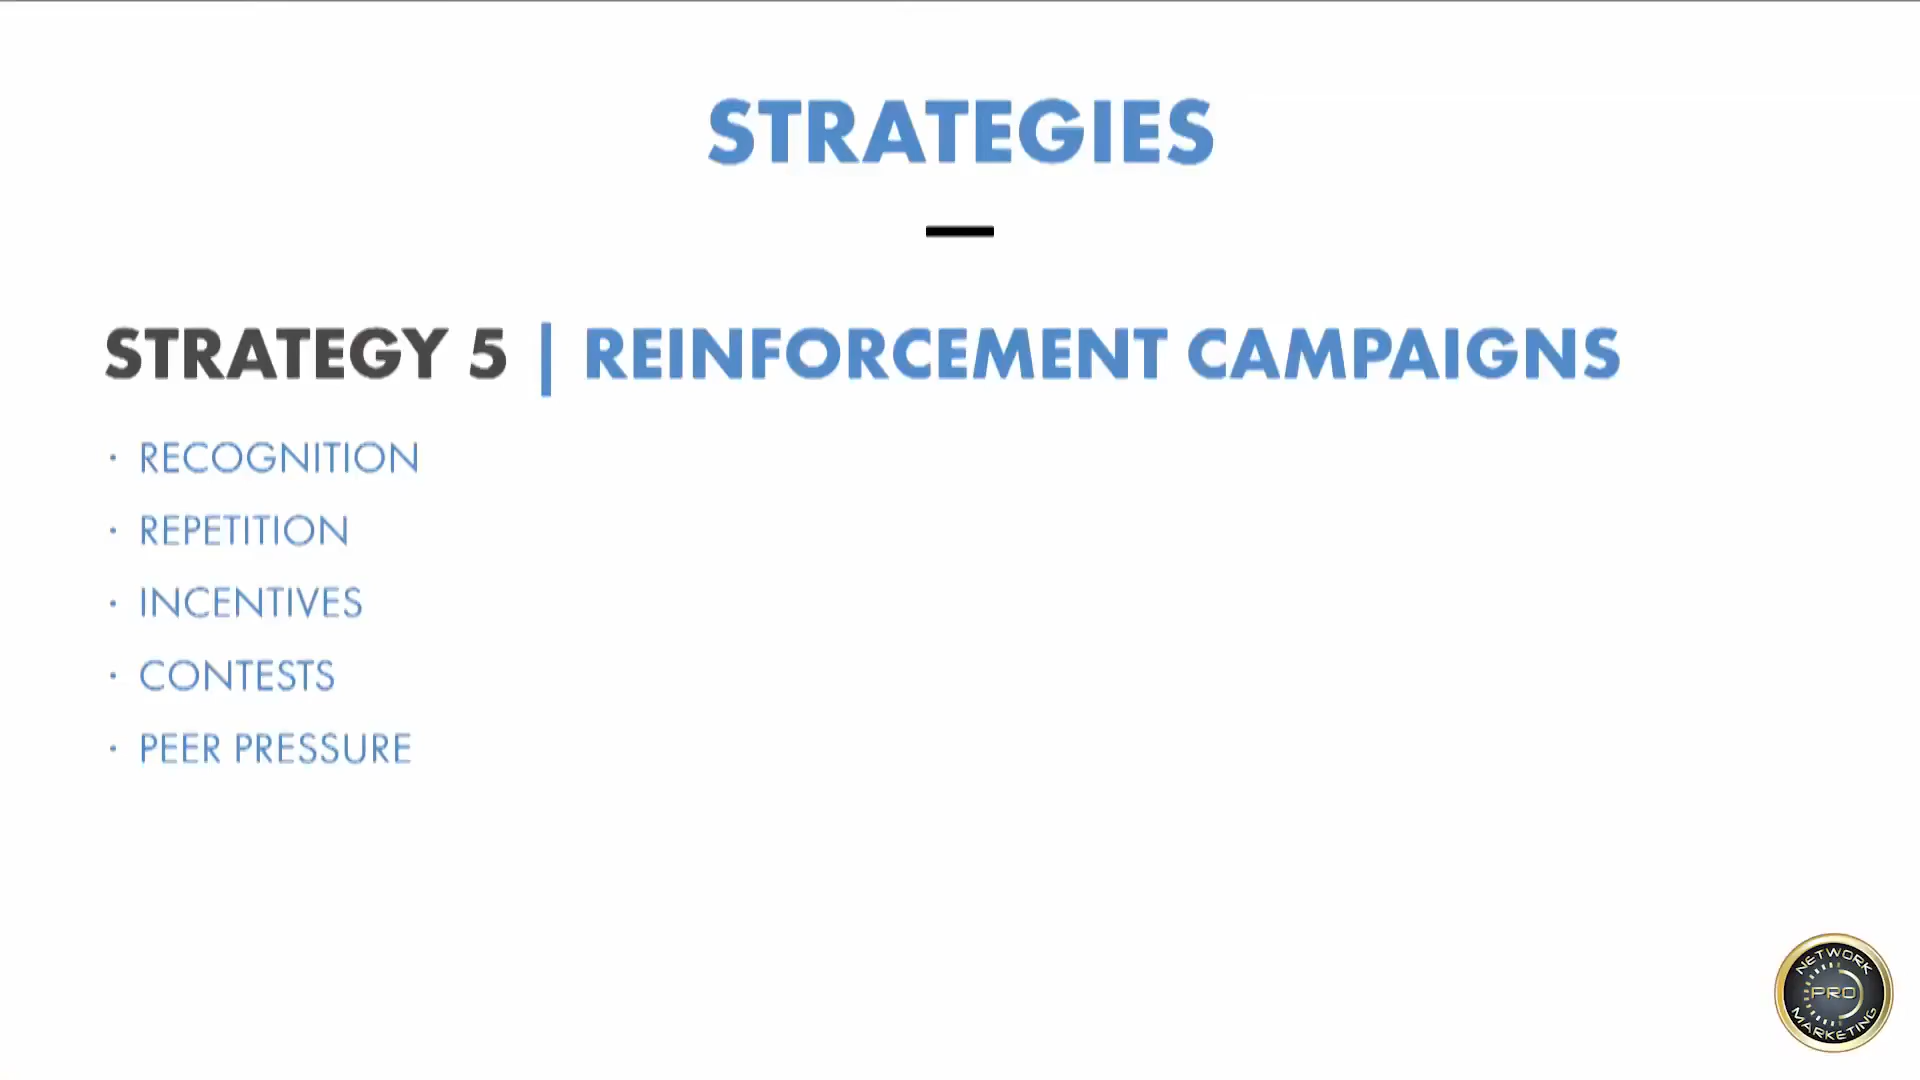 STRATEGIES
STRATEGY 5 | REINFORCEMENT CAMPAIGNS
· RECOGNITION
· REPETITION
· INCENTIVES
· CONTESTS
· PEER PRESSURE
NETWORK
PRO
MARKETING